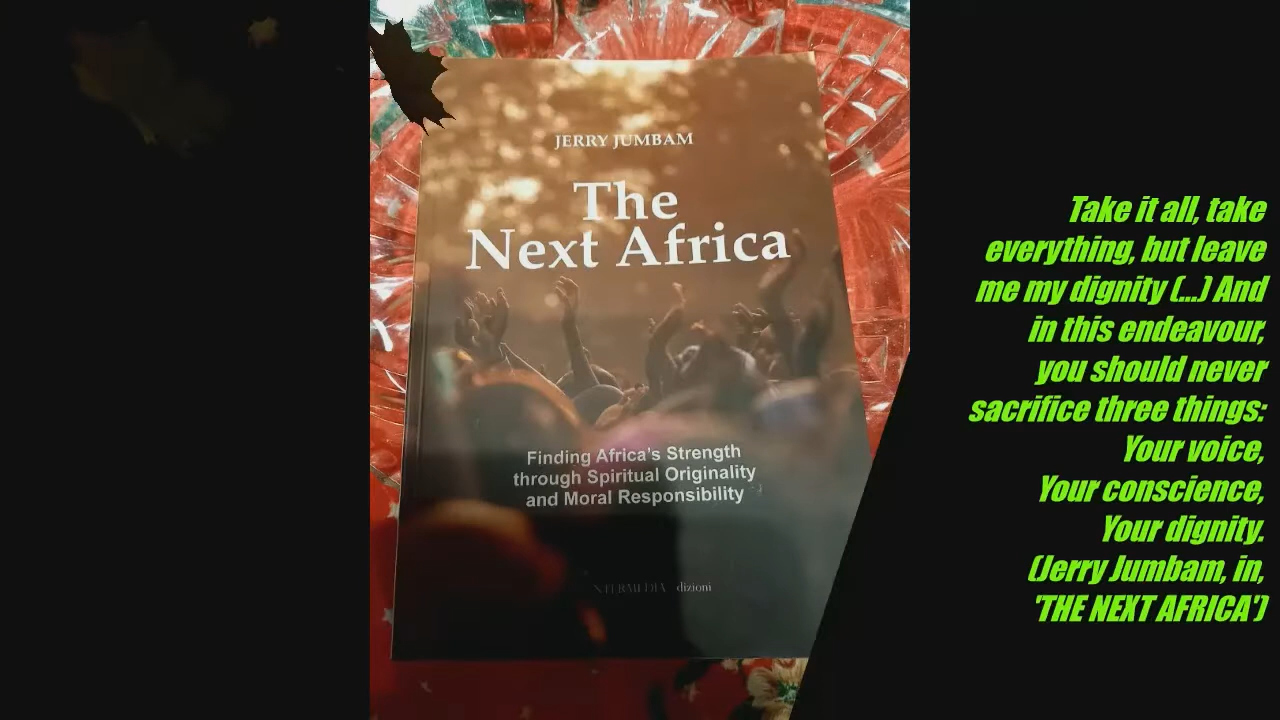 JERRY JUMBAM
The
Next Africa
Finding Africa's Strength
through Spiritual Originality
and Moral Responsibility
NTERMEDIA dizioni
Take it all, take
everything, but leave
me my dignity (...) And
in this endeavour,
you should never
sacrifice three things:
Your voice,
Your conscience,
Your dignity.
(Jerry Jumbam, in,
'THE NEXT AFRICA')